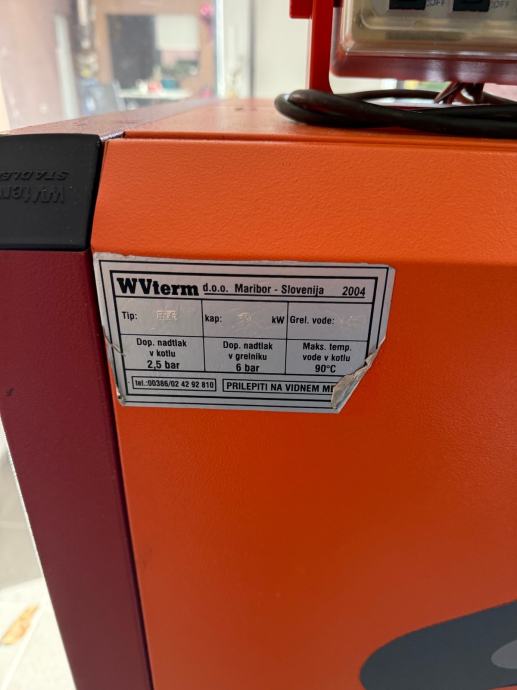 WVterm d.o.o. Maribor - Slovenija 2004
Tip: kap: kW Grel. vode:
Dop. nadtlak v kotlu 2,5 bar
Dop. nadtlak v grelniku 6 bar
Maks. temp. vode v kotlu 90°C
tel.:00386/02 42 92 810 PRILEPITI NA VIDNEM